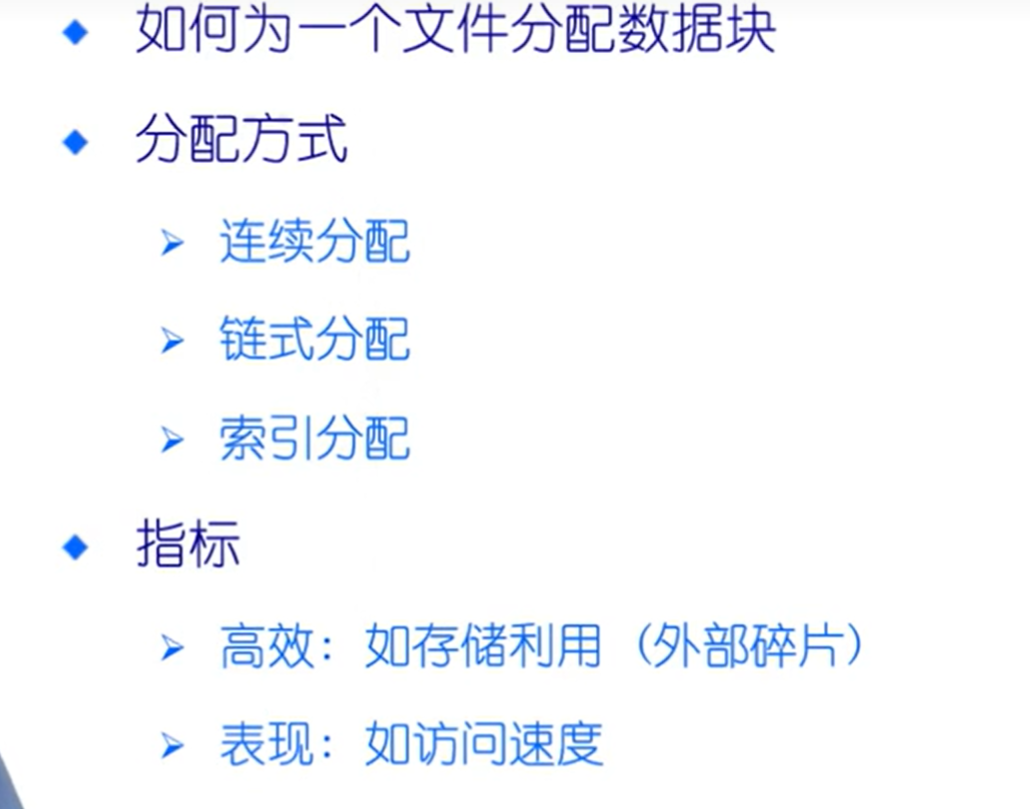 如何为一个文件分配数据块
分配方式
连续分配
链式分配
索引分配
指标
高效：如存储利用（外部碎片）
表现：如访问速度